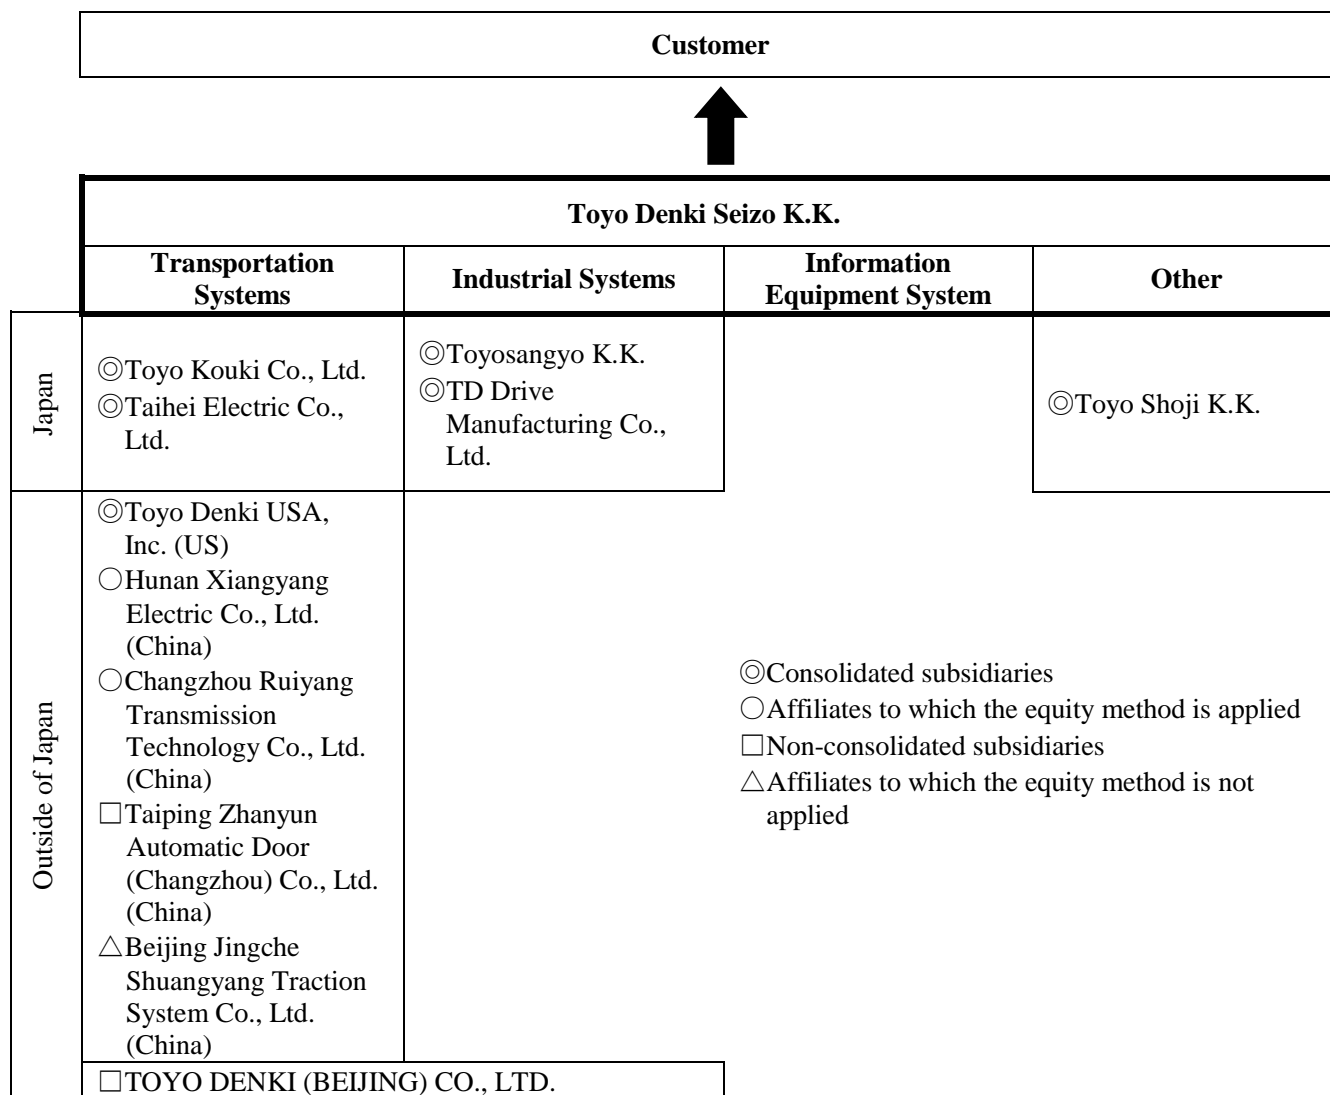 Customer
Toyo Denki Seizo K.K.
Transportation
Systems
Industrial Systems
Information
Equipment System
Other
Japan
◎Toyo Kouki Co., Ltd.
◎Taihei Electric Co.,
Ltd.
◎Toyosangyo K.K.
◎TD Drive
Manufacturing Co.,
Ltd.
◎Toyo Shoji K.K.
Outside of Japan
◎Toyo Denki USA,
Inc. (US)
○Hunan Xiangyang
Electric Co., Ltd.
(China)
○Changzhou Ruiyang
Transmission
Technology Co., Ltd.
(China)
□Taiping Zhanyun
Automatic Door
(Changzhou) Co., Ltd.
(China)
△Beijing Jingche
Shuangyang Traction
System Co., Ltd.
(China)
□TOYO DENKI (BEIJING) CO., LTD.
◎Consolidated subsidiaries
○Affiliates to which the equity method is applied
□Non-consolidated subsidiaries
△Affiliates to which the equity method is not
applied